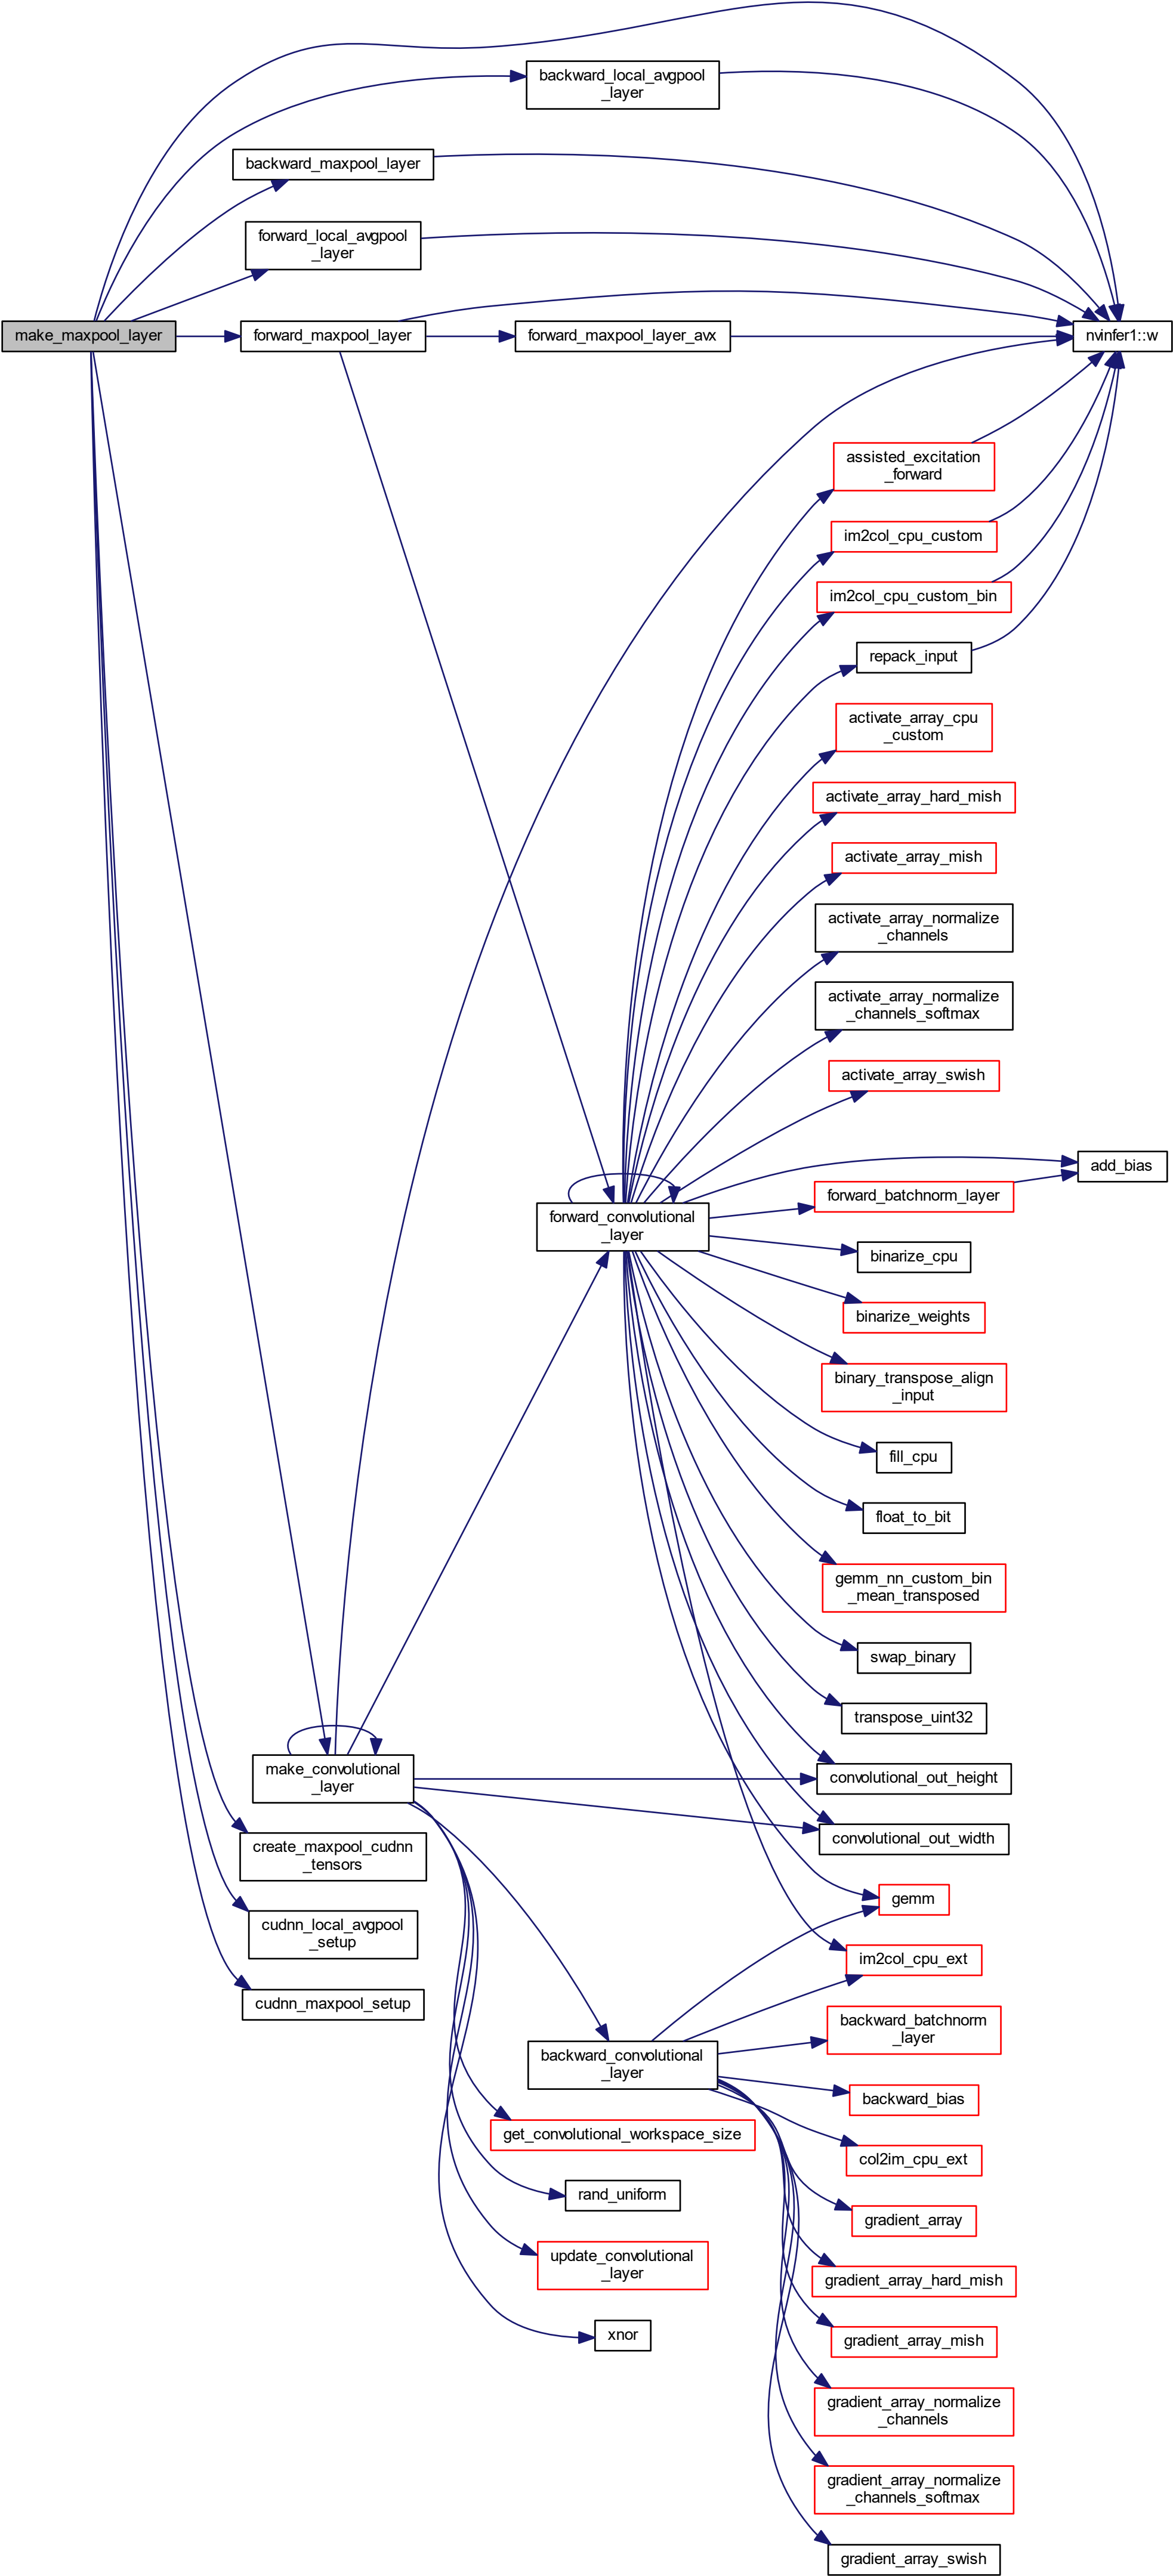 backward_local_avgpool
_layer
backward_maxpool_layer
forward_local_avgpool
_layer
make_maxpool_layer
forward_maxpool_layer
forward_maxpool_layer_avx
nvinfer1::w
assisted_excitation
_forward
im2col_cpu_custom
im2col_cpu_custom_bin
repack_input
activate_array_cpu
_custom
activate_array_hard_mish
activate_array_mish
activate_array_normalize
_channels
activate_array_normalize
_channels_softmax
activate_array_swish
add_bias
forward_batchnorm_layer
forward_convolutional
_layer
binarize_cpu
binarize_weights
binary_transpose_align
_input
fill_cpu
float_to_bit
gemm_nn_custom_bin
_mean_transposed
swap_binary
transpose_uint32
make_convolutional
_layer
convolutional_out_height
convolutional_out_width
create_maxpool_cudnn
_tensors
gemm
cudnn_local_avgpool
_setup
im2col_cpu_ext
cudnn_maxpool_setup
backward_batchnorm
_layer
backward_convolutional
_layer
backward_bias
get_convolutional_workspace_size
col2im_cpu_ext
rand_uniform
gradient_array
update_convolutional
_layer
gradient_array_hard_mish
xnor
gradient_array_mish
gradient_array_normalize
_channels
gradient_array_normalize
_channels_softmax
gradient_array_swish